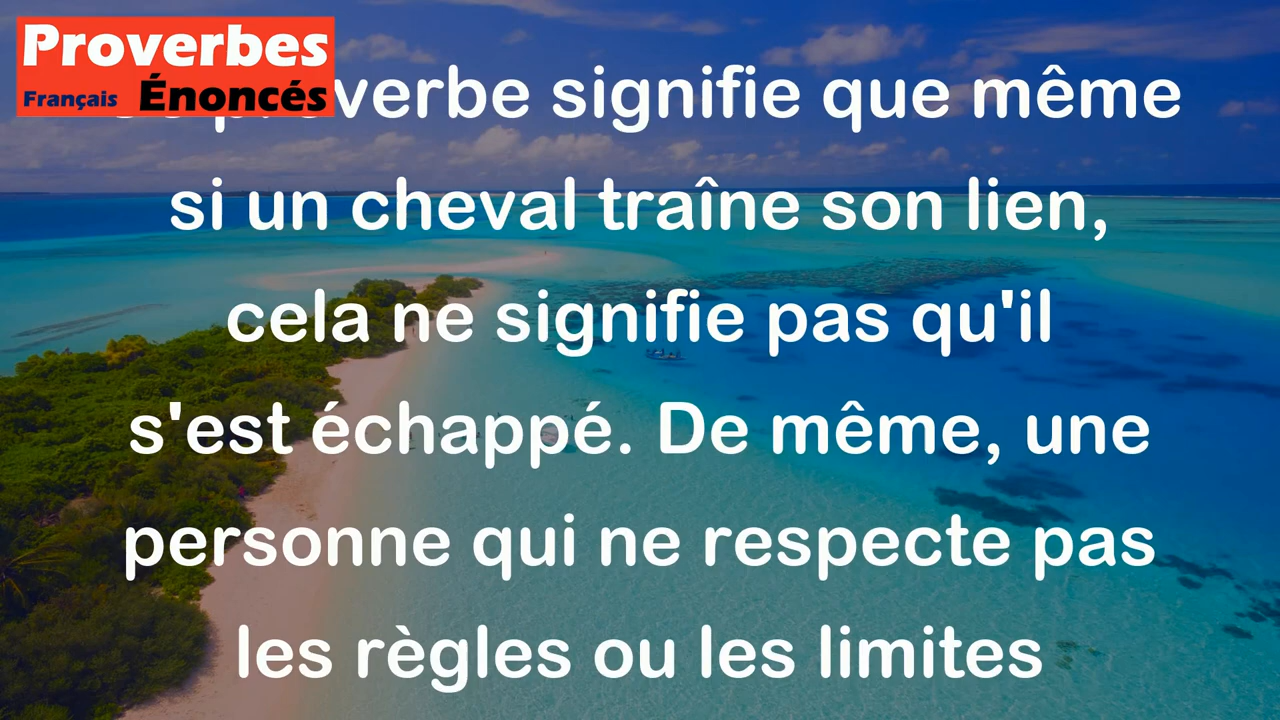 Proverbes
Français Énoncés
verbe signifie que même
si un cheval traîne son lien,
cela ne signifie pas qu'il
s'est échappé. De même, une
personne qui ne respecte pas
les règles ou les limites